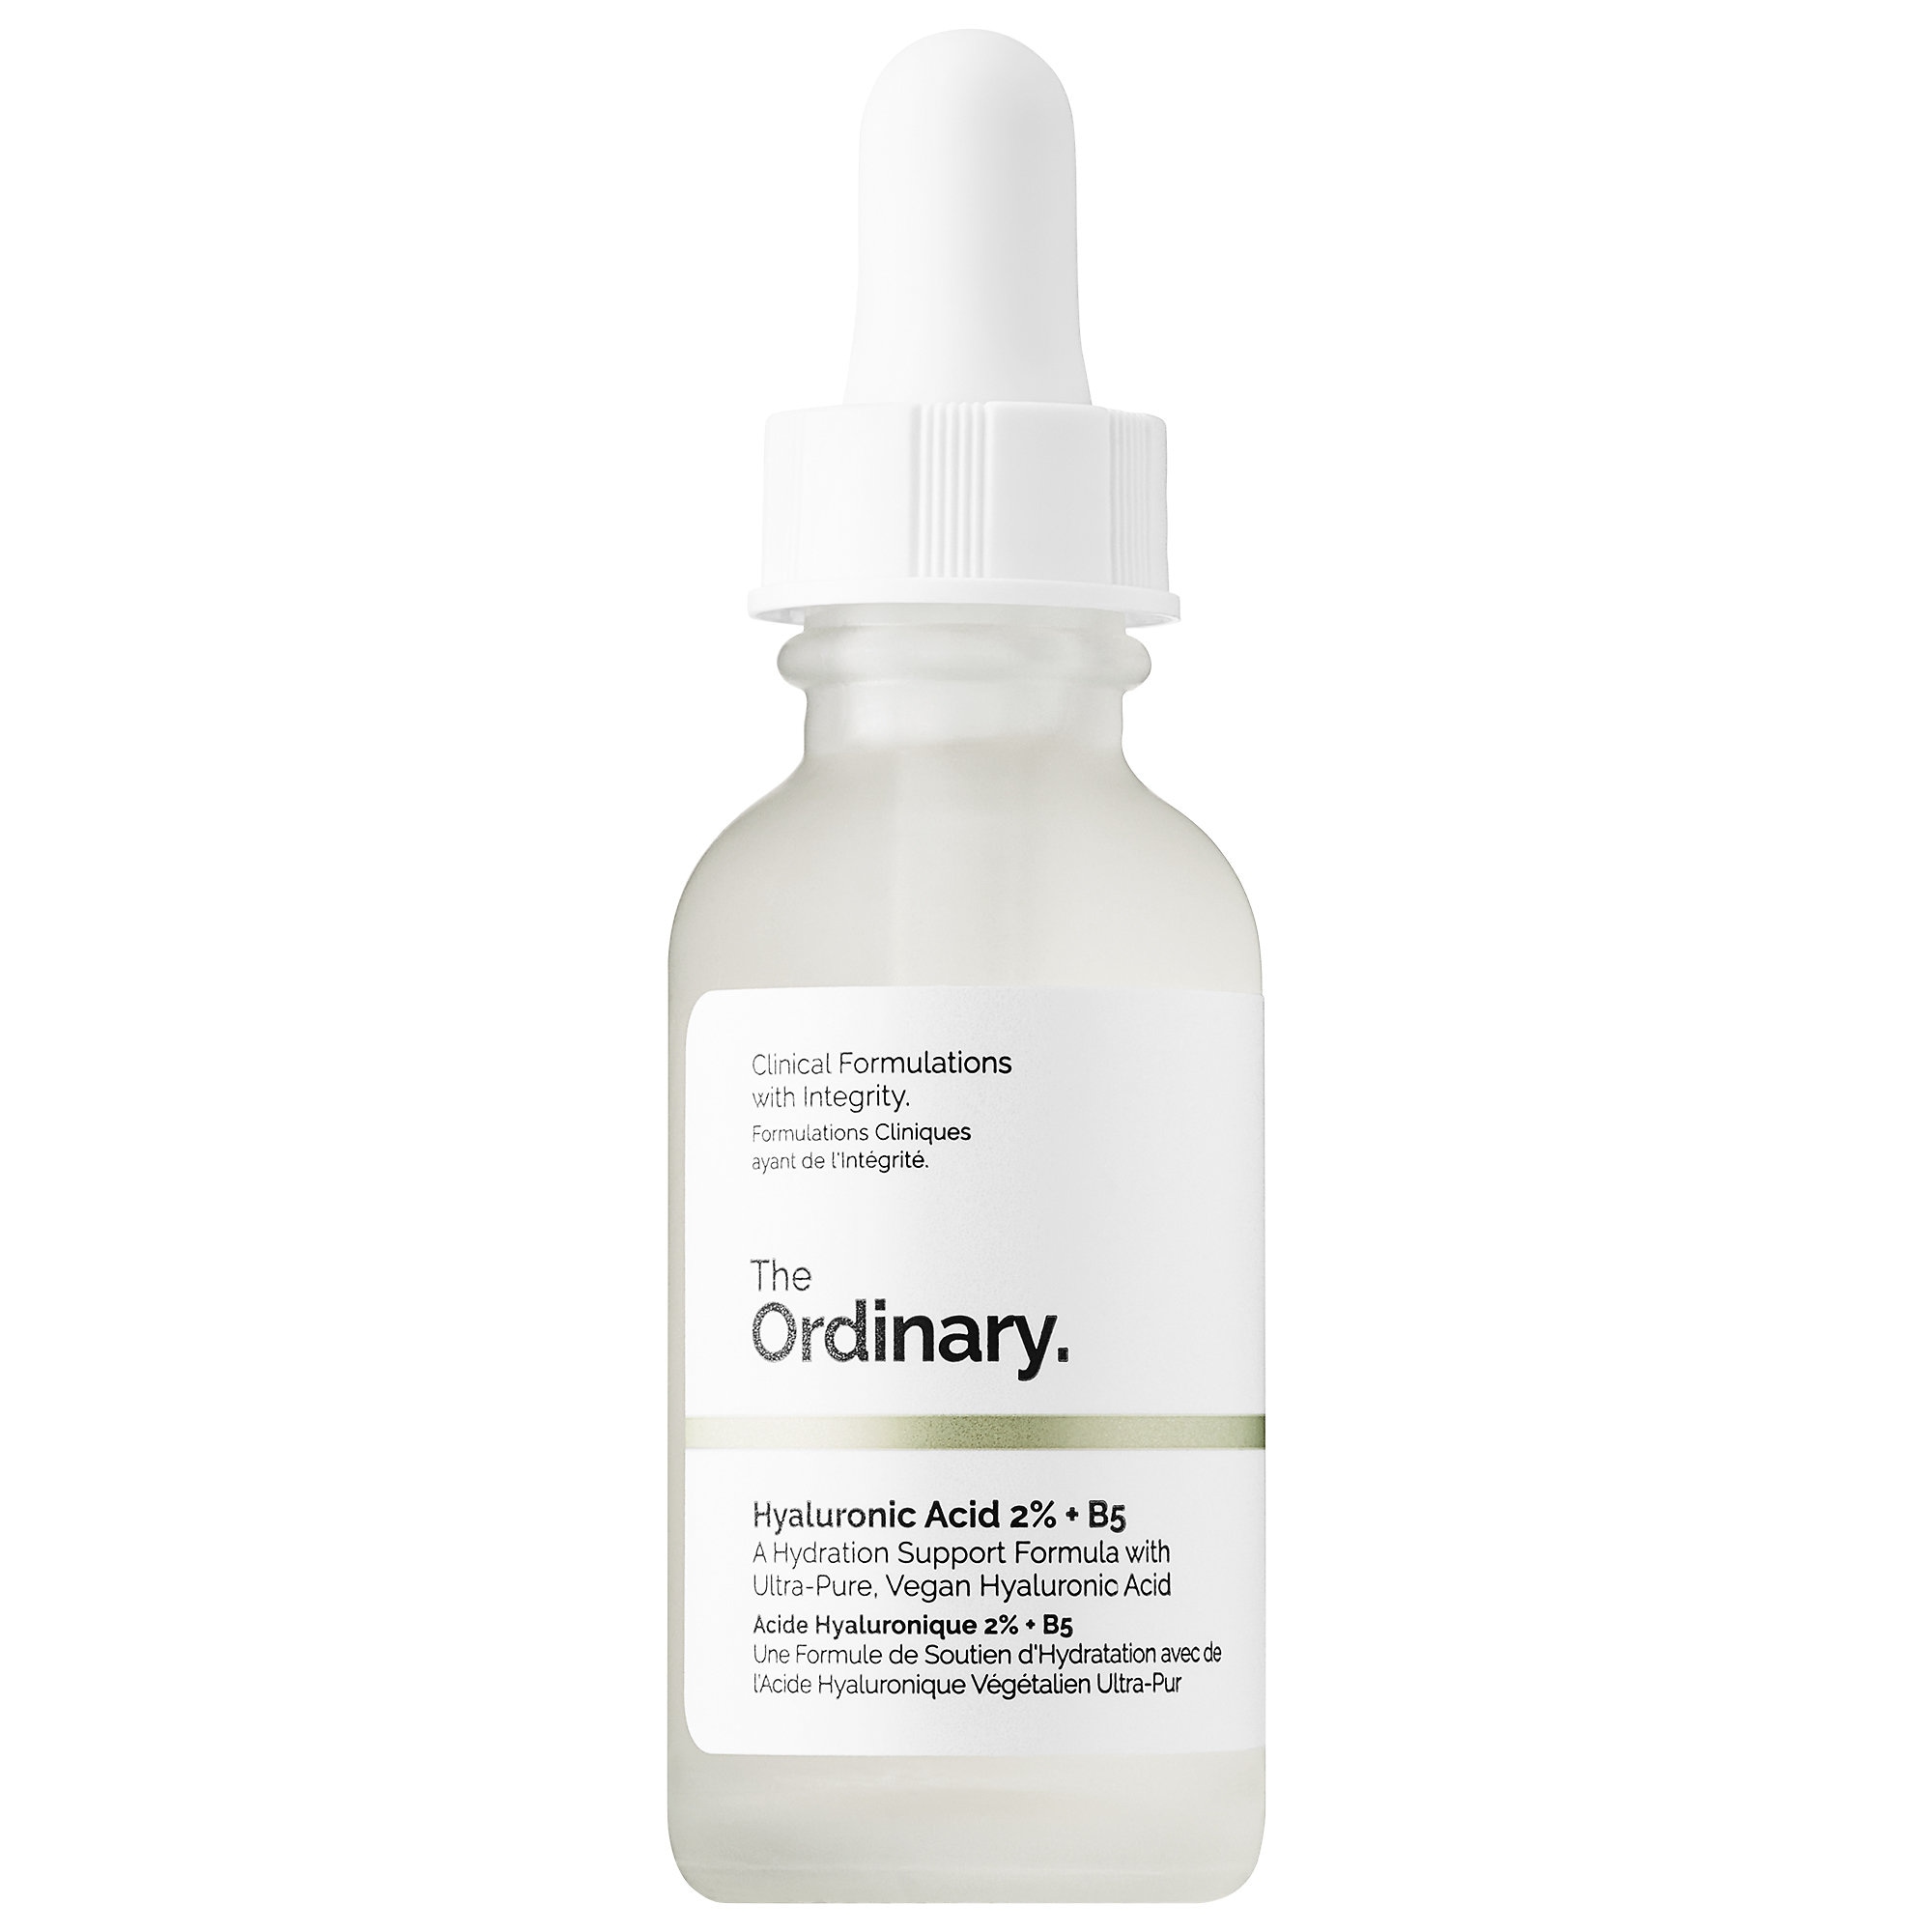 Clinical Formulations
with Integrity.
Formulations Cliniques
ayant de l'Intégrité.
The
Ordinary.
Hyaluronic Acid 2% + B5
A Hydration Support Formula with
Ultra-Pure, Vegan Hyaluronic Acid
Acide Hyaluronique 2% + B5
Une Formule de Soutien d'Hydratation avec de
l'Acide Hyaluronique Végétalien Ultra-Pur